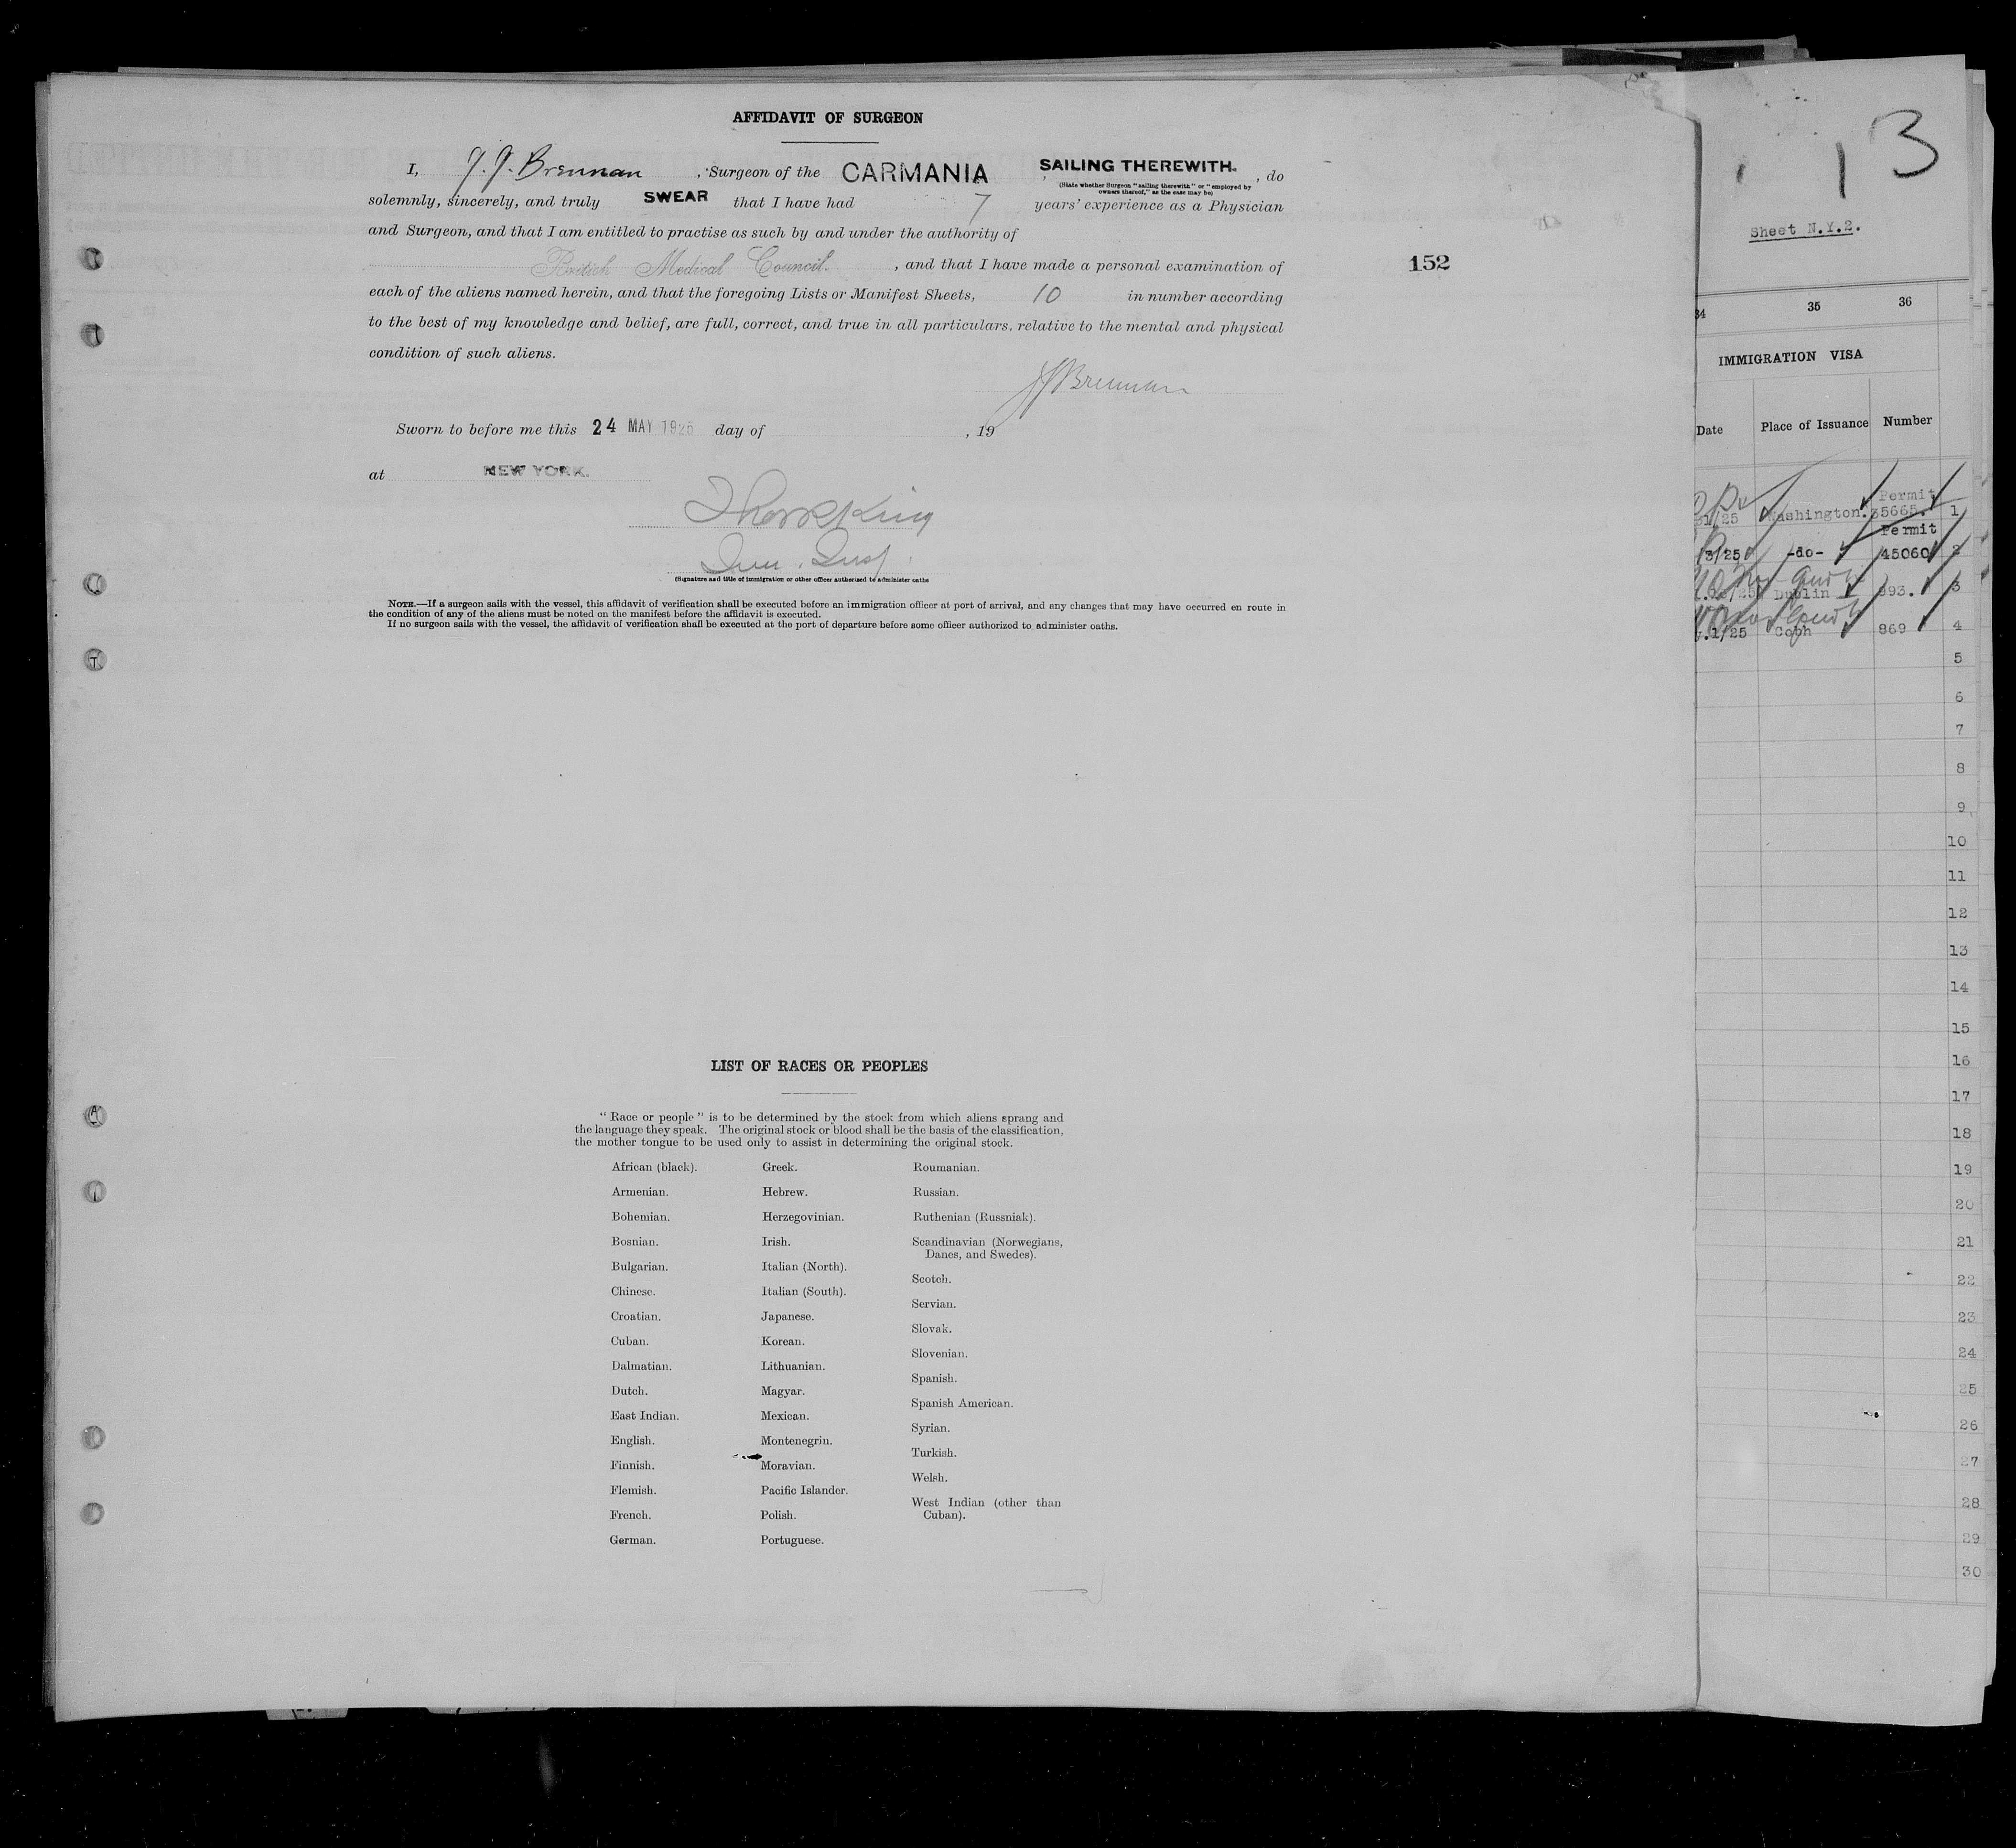 AFFIDAVIT OF SURGEON
I, J. J. Brennan, Surgeon of the CARMANIA SAILING THEREWITH., do
(State whether Surgeon "sailing therewith" or "employed by
owners thereof," as the case may be)
solemnly, sincerely, and truly SWEAR that I have had 7 years' experience as a Physician
and Surgeon, and that I am entitled to practise as such by and under the authority of
British Medical Council. , and that I have made a personal examination of
each of the aliens named herein, and that the foregoing Lists or Manifest Sheets, 10 in number according
to the best of my knowledge and belief, are full, correct, and true in all particulars, relative to the mental and physical
condition of such aliens.
JJBrennan
Sworn to before me this 24 MAY 1925 day of , 19
at NEW YORK.
King
Imm. Insp.
(Signature and title of immigration or other officer authorized to administer oaths
NOTE.—If a surgeon sails with the vessel, this affidavit of verification shall be executed before an immigration officer at port of arrival, and any changes that may have occurred en route in
the condition of any of the aliens must be noted on the manifest before the affidavit is executed.
If no surgeon sails with the vessel, the affidavit of verification shall be executed at the port of departure before some officer authorized to administer oaths.
152
LIST OF RACES OR PEOPLES
"Race or people" is to be determined by the stock from which aliens sprang and
the language they speak. The original stock or blood shall be the basis of the classification,
the mother tongue to be used only to assist in determining the original stock.
African (black).
Armenian.
Bohemian.
Bosnian.
Bulgarian.
Chinese.
Croatian.
Cuban.
Dalmatian.
Dutch.
East Indian.
English.
Finnish.
Flemish.
French.
German.
Greek.
Hebrew.
Herzegovinian.
Irish.
Italian (North).
Italian (South).
Japanese.
Korean.
Lithuanian.
Magyar.
Mexican.
Montenegrin.
Moravian.
Pacific Islander.
Polish.
Portuguese.
Roumanian.
Russian.
Ruthenian (Russniak).
Scandinavian (Norwegians,
Danes, and Swedes).
Scotch.
Servian.
Slovak.
Slovenian.
Spanish.
Spanish American.
Syrian.
Turkish.
Welsh.
West Indian (other than
Cuban).
13
Sheet N.Y.2.
34 35 36
IMMIGRATION VISA
Date Place of Issuance Number
Permit
/25 Washington. 35665. 1
Permit
/3/25 -do- 45060 2
/25 Dublin 993. 3
.1/25 Cobh 869 4
5
6
7
8
9
10
11
12
13
14
15
16
17
18
19
20
21
22
23
24
25
26
27
28
29
30